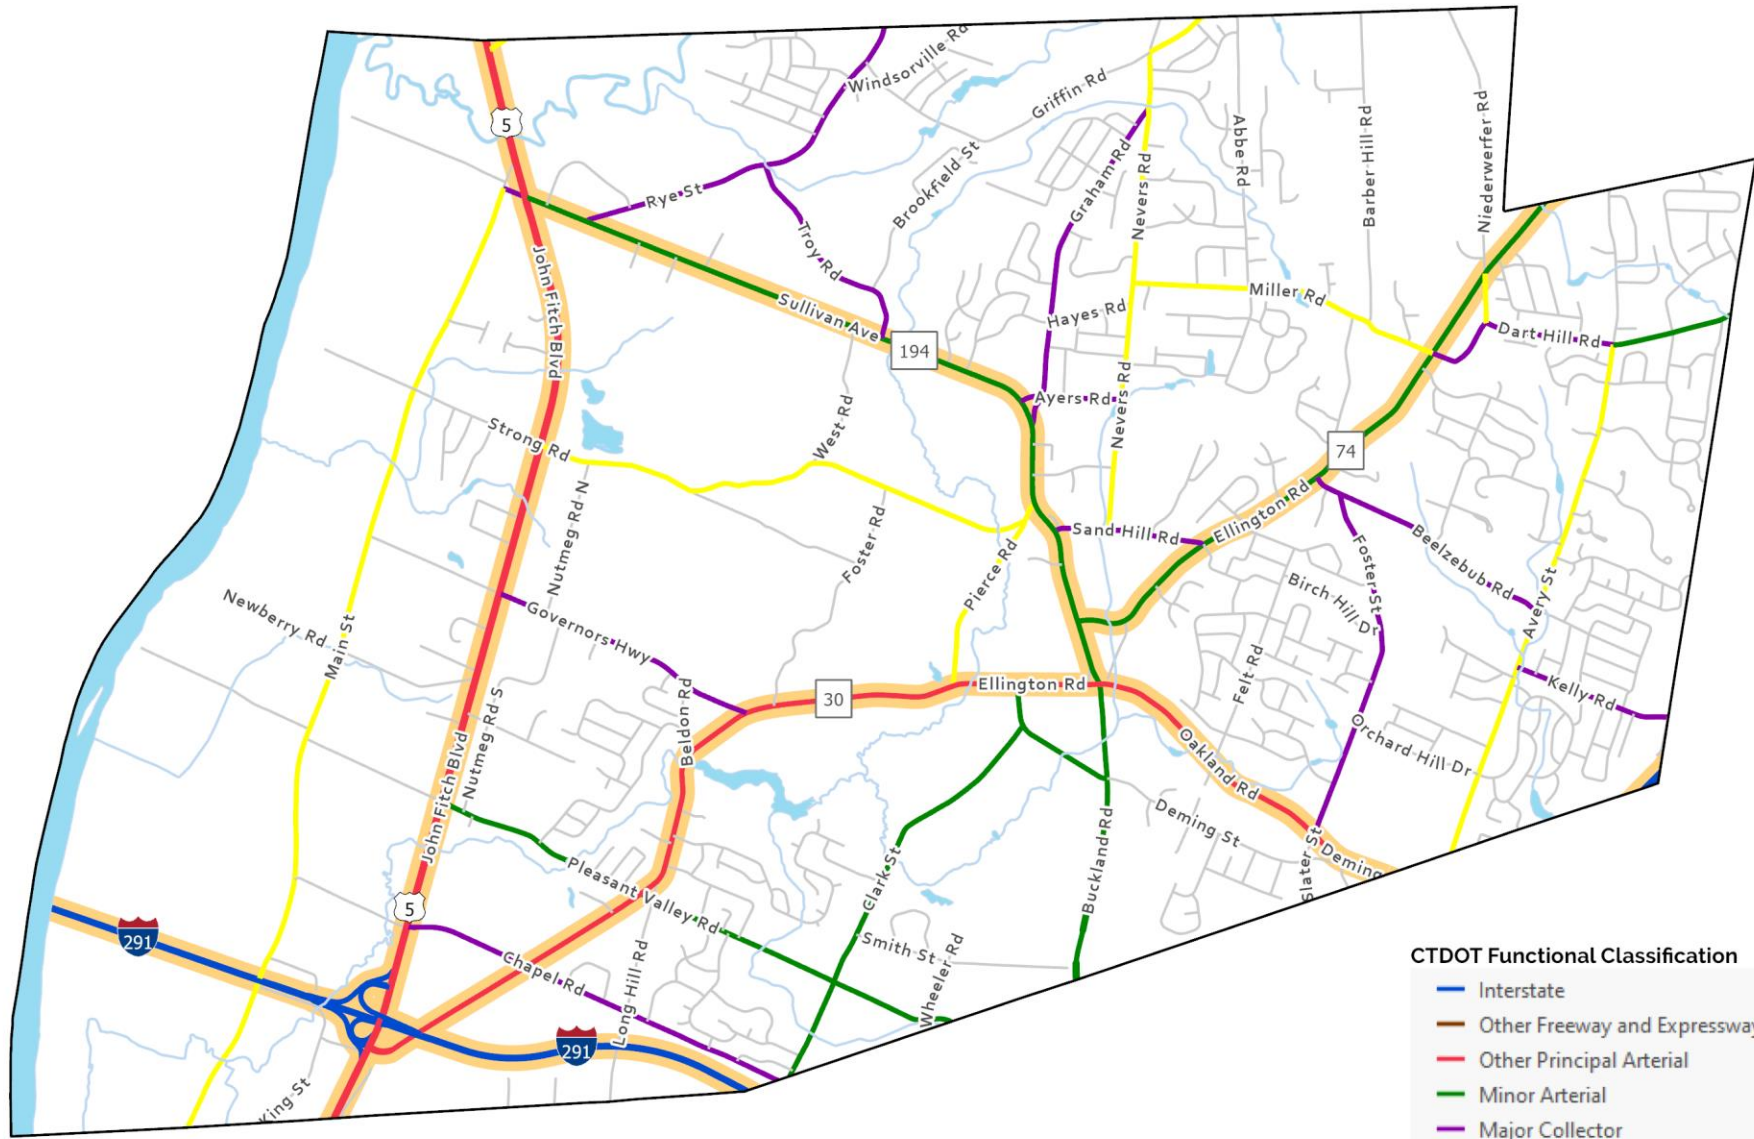 Windsorville Rd
Griffin Rd
5
Abbe Rd
Barber Hill Rd
Niederwerfer Rd
Graham Rd
Nevers Rd
Brookfield St
Rye St
Troy Rd
John Fitch Blvd
Miller Rd
Hayes Rd
Sullivan Ave
194
Dart Hill Rd
Ayers Rd
Nevers Rd
West Rd
Strong Rd
74
Nutmeg Rd N
Foster Rd
Sand Hill Rd
Ellington Rd
Beelzebub Rd
Foster St
Pierce Rd
Birch Hill Dr
Avery St
Newberry Rd
Main St
Governors Hwy
Felt Rd
Kelly Rd
Ellington Rd
30
Beldon Rd
Nutmeg Rd S
Orchard Hill Dr
Oakland Rd
John Fitch Blvd
Deming St
Buckland Rd
Slater St
Deming
Clark St
Pleasant Valley Rd
5
291
Smith St
Wheeler Rd
Chapel Rd
Long Hill Rd
291
King St
CTDOT Functional Classification
Interstate
Other Freeway and Expressway
Other Principal Arterial
Minor Arterial
Major Collector